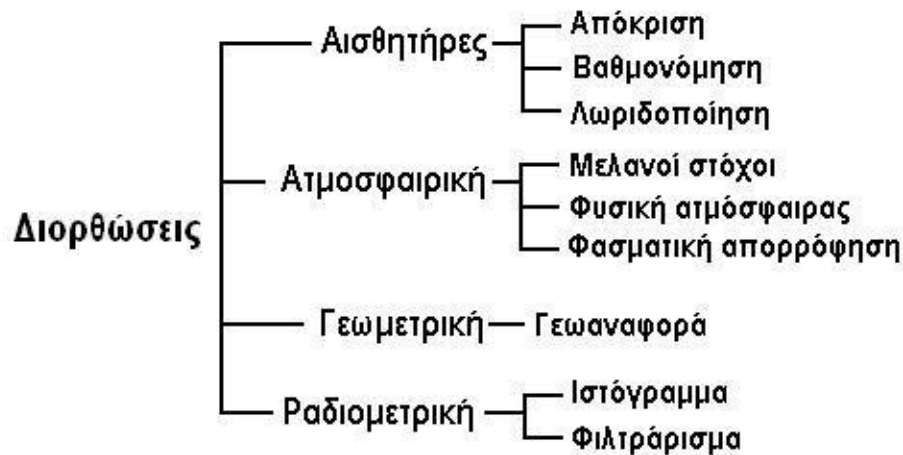 Διορθώσεις
Αισθητήρες
Απόκριση
Βαθμονόμηση
Λωριδοποίηση
Ατμοσφαιρική
Μελανοί στόχοι
Φυσική ατμόσφαιρας
Φασματική απορρόφηση
Γεωμετρική
Γεωαναφορά
Ραδιομετρική
Ιστόγραμμα
Φιλτράρισμα